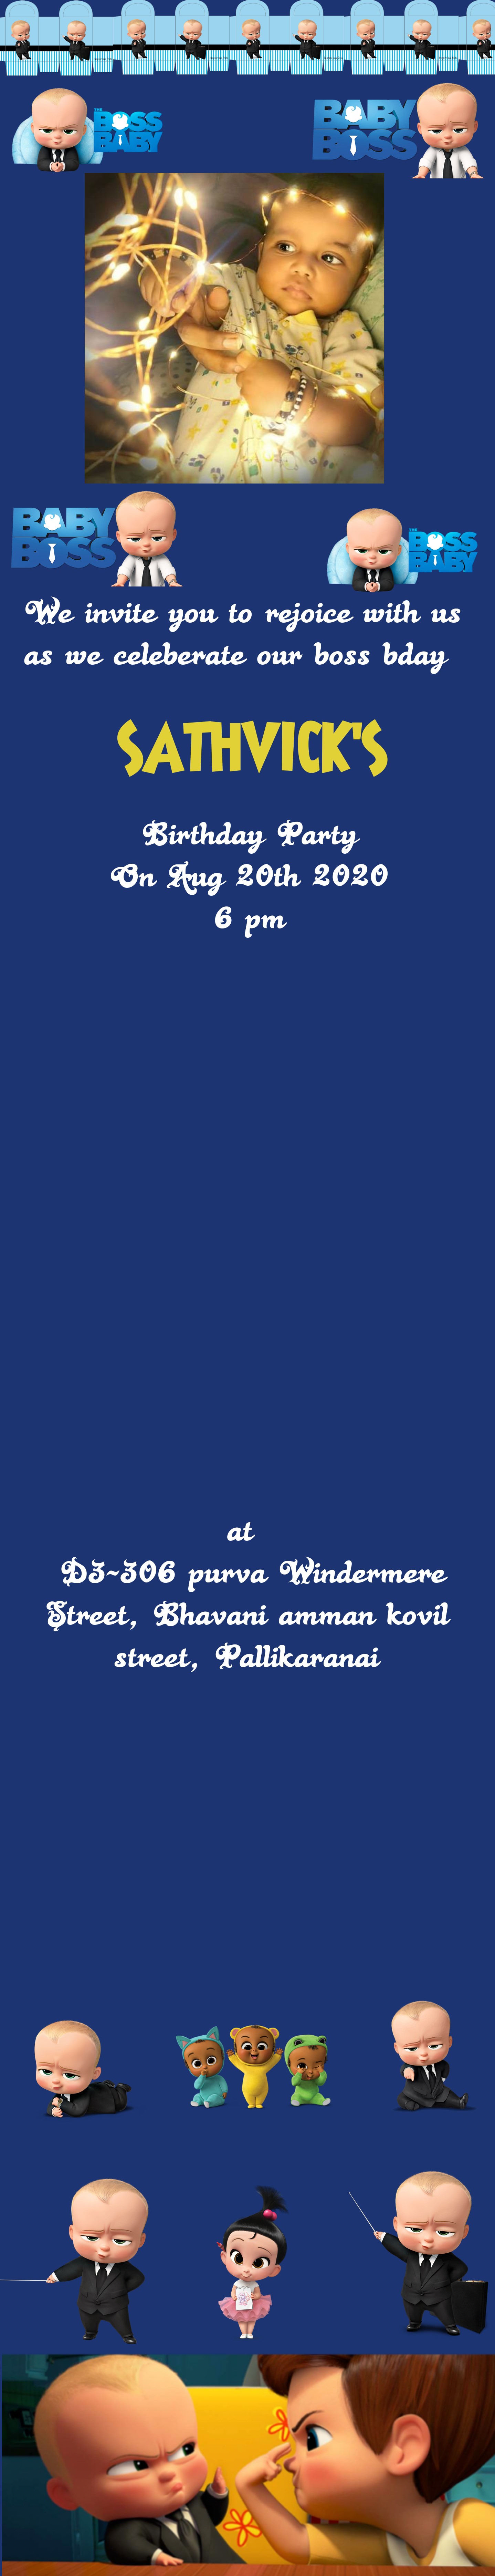 THE
BOSS
BABY
BABY
BOSS
BABY
BOSS
THE
BOSS
BABY
We invite you to rejoice with us
as we celeberate our boss bday
SATHVICK'S
Birthday Party
On Aug 20th 2020
6 pm
at
D3~306 purva Windermere
Street, Bhavani amman kovil
street, Pallikaranai